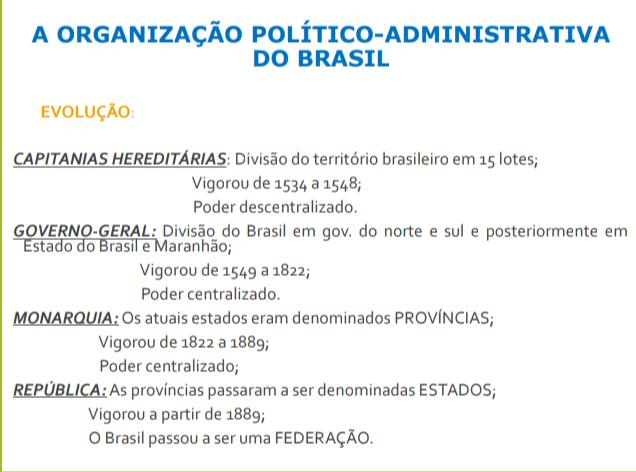 A ORGANIZAÇÃO POLÍTICO-ADMINISTRATIVA
DO BRASIL
EVOLUÇÃO:
CAPITANIAS HEREDITÁRIAS: Divisão do território brasileiro em 15 lotes;
Vigorou de 1534 a 1548;
Poder descentralizado.
GOVERNO-GERAL: Divisão do Brasil em gov. do norte e sul e posteriormente em
Estado do Brasil e Maranhão;
Vigorou de 1549 a 1822;
Poder centralizado.
MONARQUIA: Os atuais estados eram denominados PROVÍNCIAS;
Vigorou de 1822 a 1889;
Poder centralizado;
REPÚBLICA: As províncias passaram a ser denominadas ESTADOS;
Vigorou a partir de 1889;
O Brasil passou a ser uma FEDERAÇÃO.